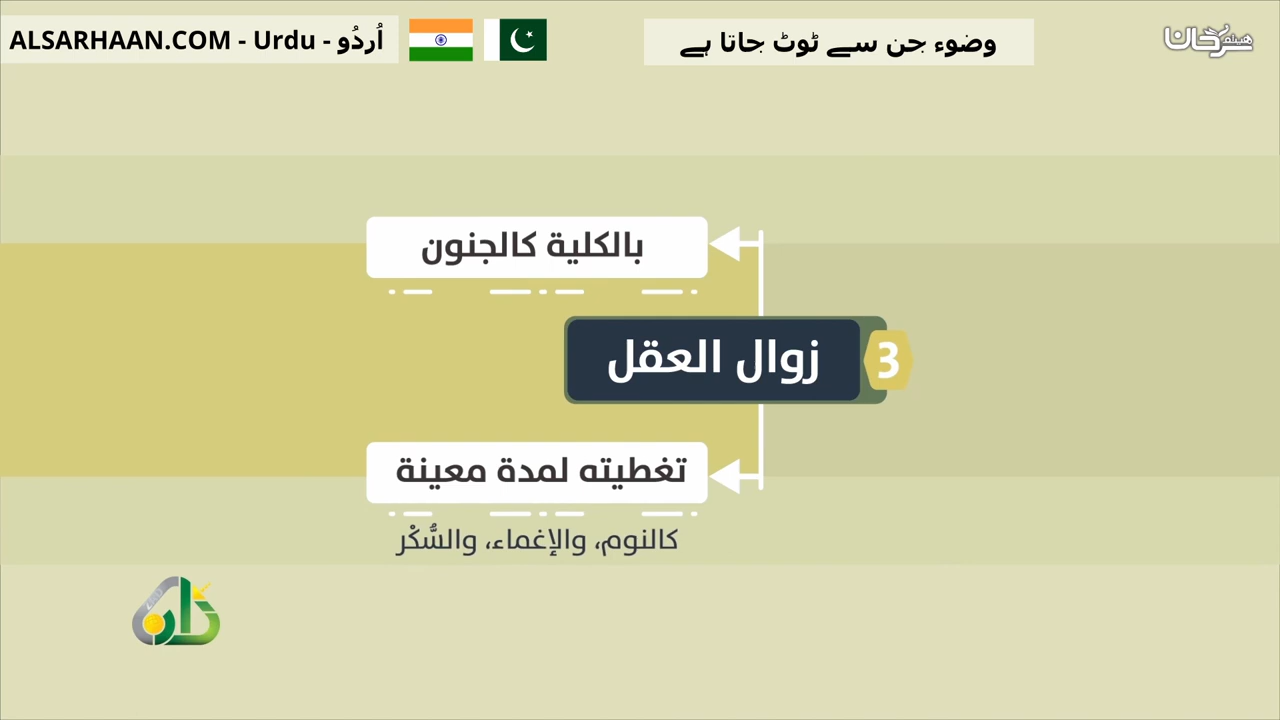 ALSARHAAN.COM - Urdu - اُردُو
وضوء جن سے ٹوٹ جاتا ہے
بالكلية كالجنون
3 زوال العقل
تغطيته لمدة معينة
كالنوم، والإغماء، والسُّكْر